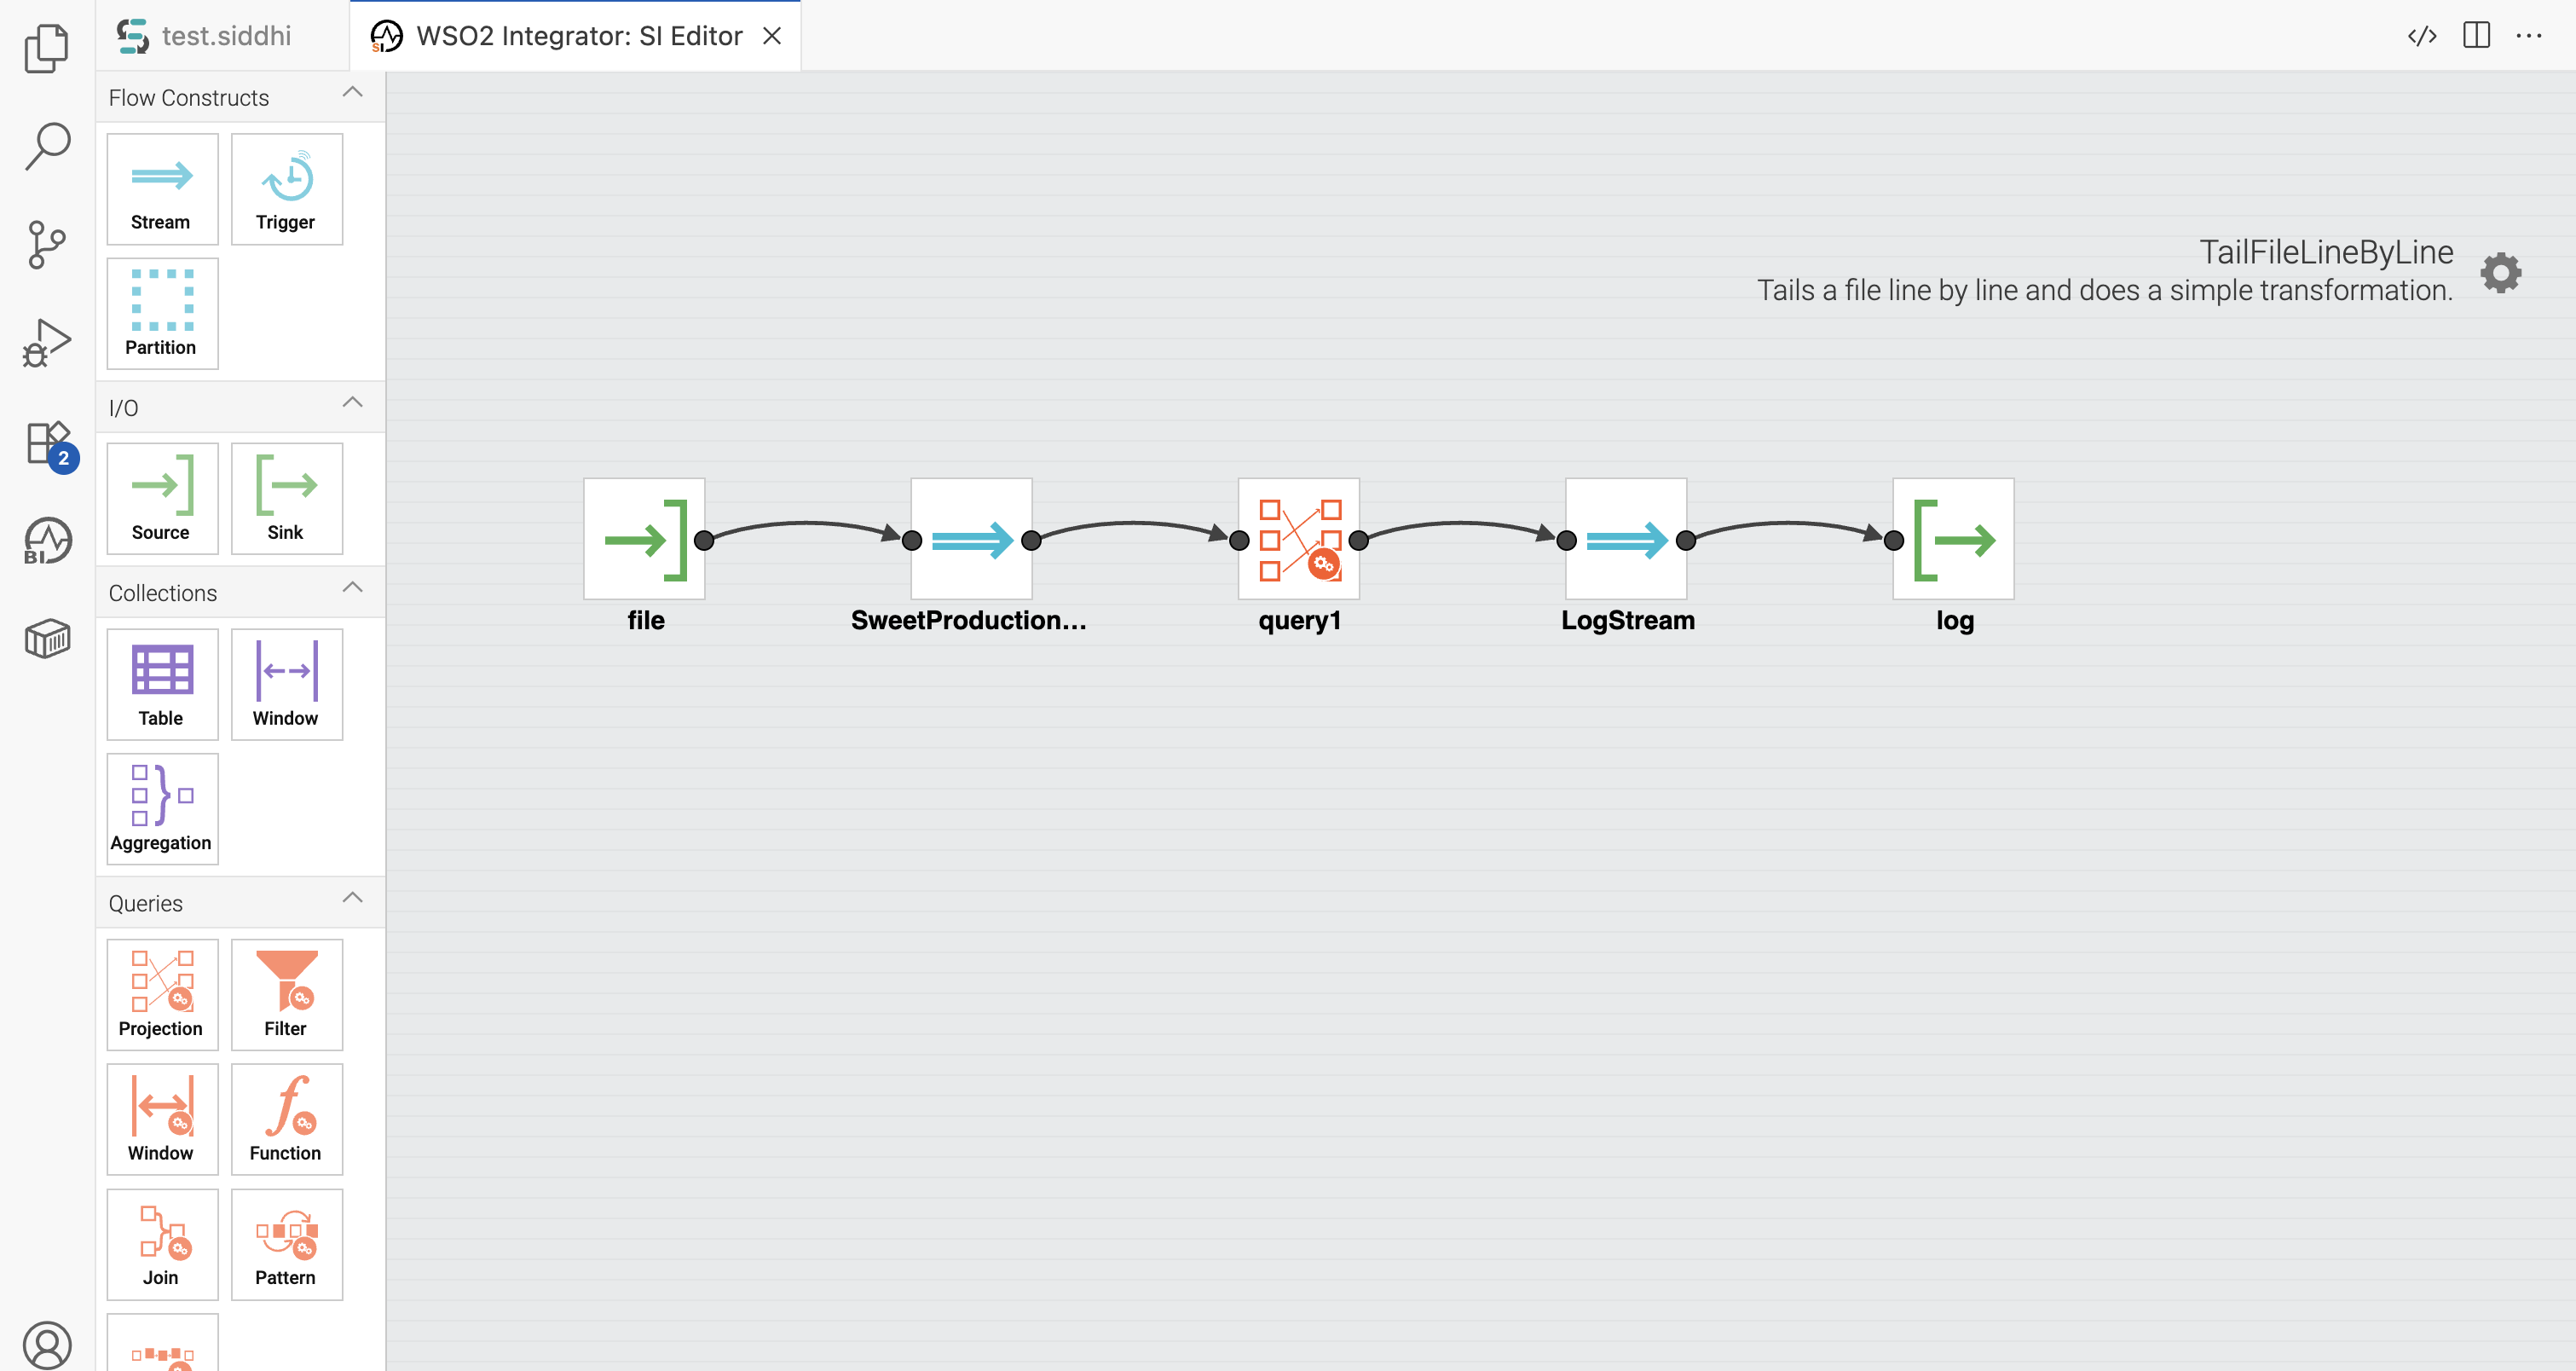 test.siddhi
WSO2 Integrator: SI Editor
Flow Constructs
Stream
Trigger
Partition
I/O
Source
Sink
Collections
Table
Window
Aggregation
Queries
Projection
Filter
Window
Function
Join
Pattern
2
BI
TailFileLineByLine
Tails a file line by line and does a simple transformation.
file
SweetProduction...
query1
LogStream
log